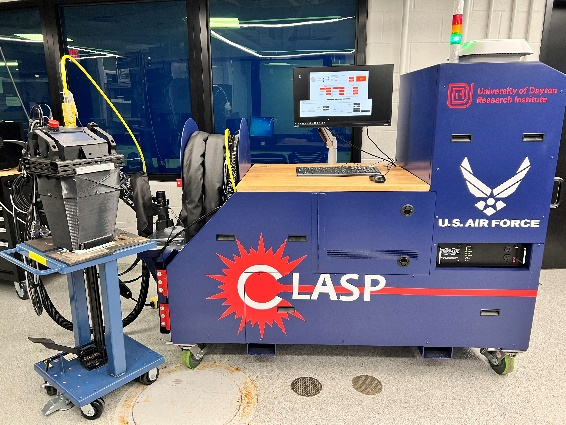 University of Dayton
Research Institute
U.S. AIR FORCE
CLASP